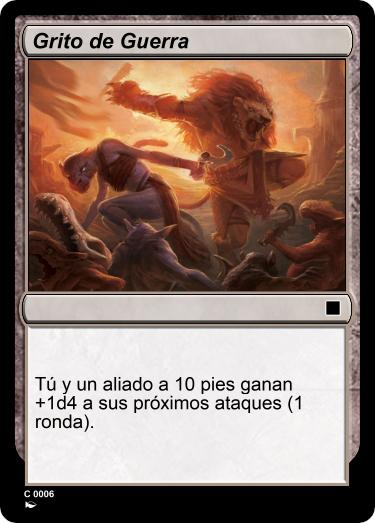 Grito de Guerra
Tú y un aliado a 10 pies ganan
+1d4 a sus próximos ataques (1
ronda).
C 0006